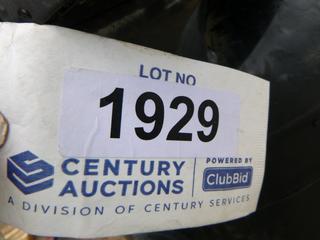 LOT NO
1929
CENTURY
AUCTIONS
POWERED BY
ClubBid
A DIVISION OF CENTURY SERVICES